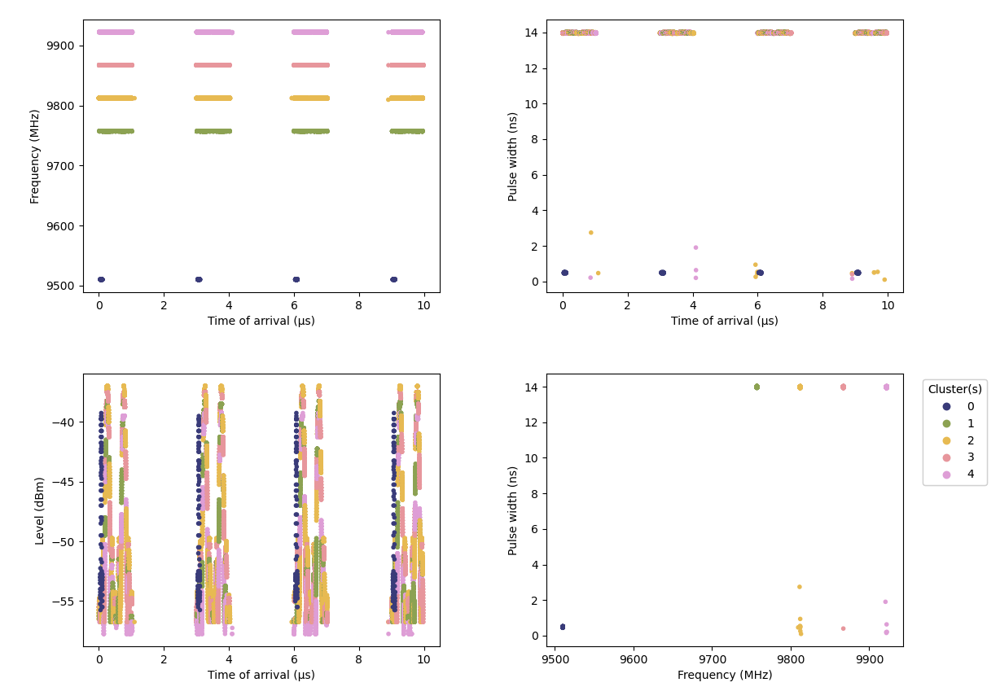 9900
9800
9700
9600
9500
Frequency (MHz)
0 2 4 6 8 10
Time of arrival (µs)
14
12
10
8
6
4
2
0
Pulse width (ns)
0 2 4 6 8 10
Time of arrival (µs)
−40
−45
−50
−55
Level (dBm)
0 2 4 6 8 10
Time of arrival (µs)
14
12
10
8
6
4
2
0
Pulse width (ns)
9500 9600 9700 9800 9900
Frequency (MHz)
Cluster(s)
0
1
2
3
4